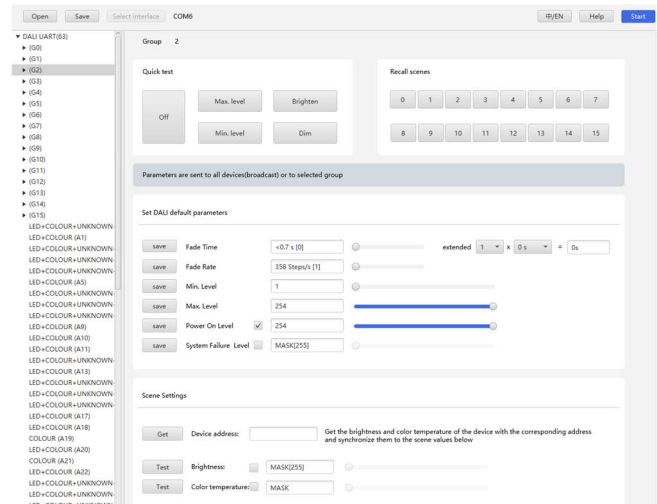 Open Save Select interface COM6 中/EN Help Start
DALI UART(63)
(G0)
(G1)
(G2)
(G3)
(G4)
(G5)
(G6)
(G7)
(G8)
(G9)
(G10)
(G11)
(G12)
(G13)
(G14)
(G15)
LED+COLOUR+UNKNOWN-
LED+COLOUR (A1)
LED+COLOUR+UNKNOWN-
LED+COLOUR+UNKNOWN-
LED+COLOUR+UNKNOWN-
LED+COLOUR (A5)
LED+COLOUR+UNKNOWN-
LED+COLOUR+UNKNOWN-
LED+COLOUR+UNKNOWN-
LED+COLOUR (A9)
LED+COLOUR (A10)
LED+COLOUR (A11)
LED+COLOUR+UNKNOWN-
LED+COLOUR (A13)
LED+COLOUR+UNKNOWN-
LED+COLOUR+UNKNOWN-
LED+COLOUR+UNKNOWN-
LED+COLOUR (A17)
LED+COLOUR (A18)
COLOUR (A19)
LED+COLOUR (A20)
COLOUR (A21)
LED+COLOUR (A22)
LED+COLOUR+UNKNOWN-
LED+COLOUR+UNKNOWN-
Group 2
Quick test
Off
Max. level Brighten
Min. level Dim
Recall scenes
0 1 2 3 4 5 6 7
8 9 10 11 12 13 14 15
Parameters are sent to all devices(broadcast) or to selected group
Set DALI default parameters
save Fade Time <0.7 s [0] extended 1 x 0 s = 0s
save Fade Rate 358 Steps/s [1]
save Min. Level 1
save Max. Level 254
save Power On Level 254
save System Failure Level MASK[255]
Scene Settings
Get Device address: Get the brightness and color temperature of the device with the corresponding address
and synchronize them to the scene values below
Test Brightness: MASK[255]
Test Color temperature: MASK